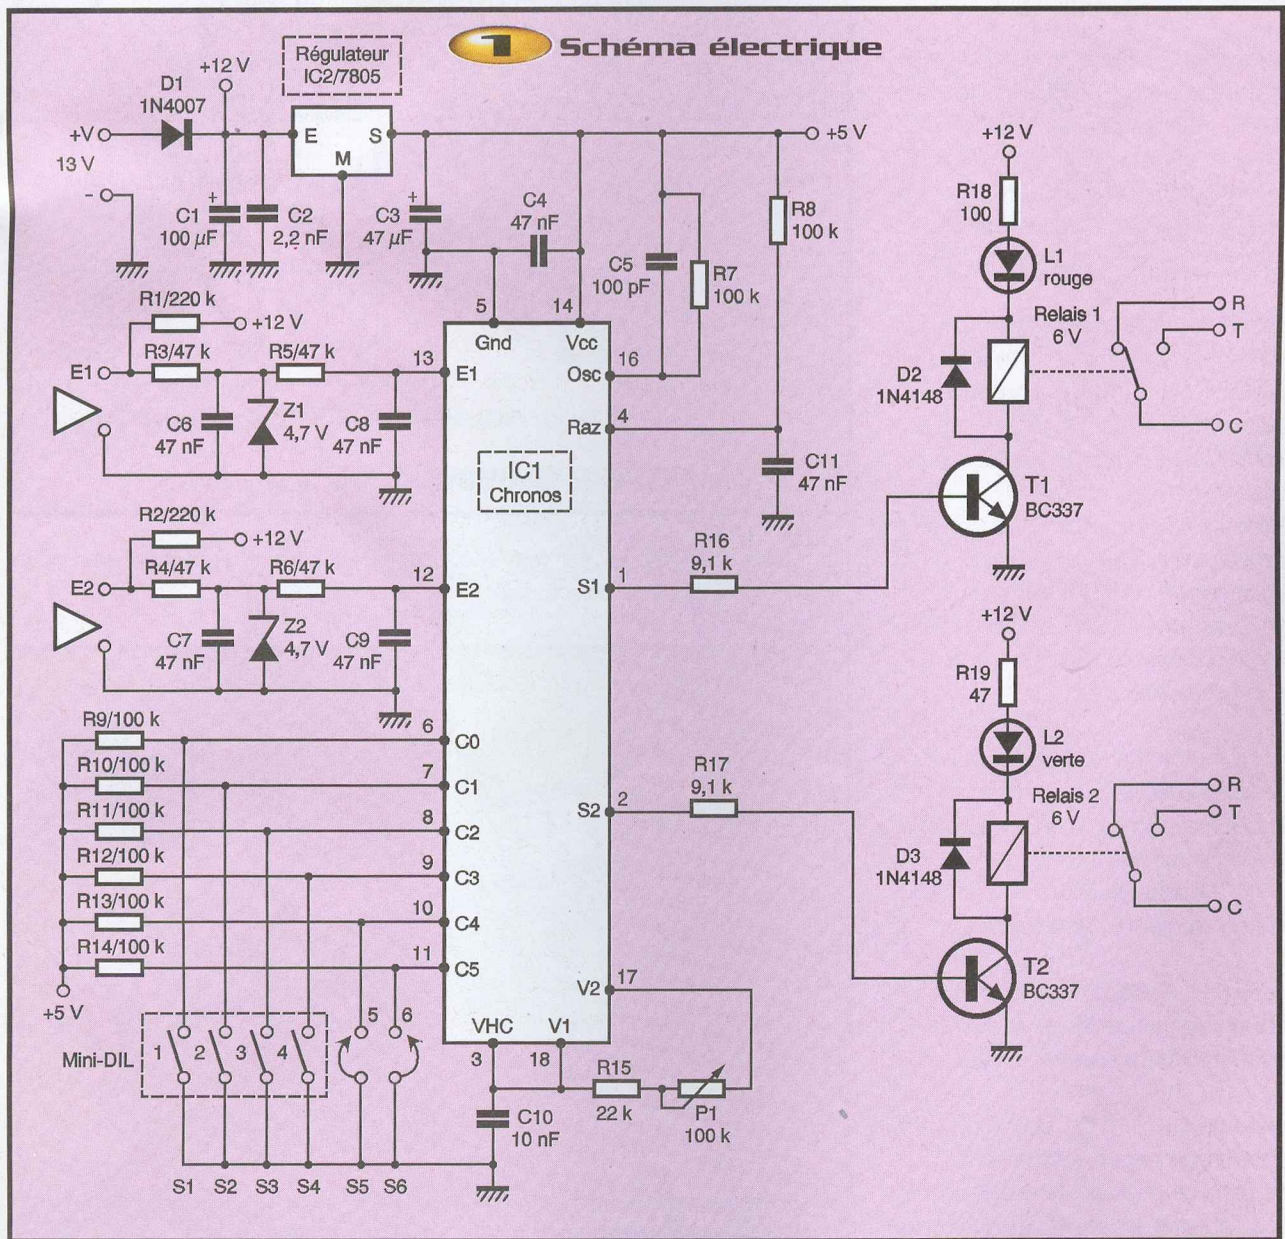 1 Schéma électrique
Régulateur
IC2/7805
+12 V
D1
1N4007
+V
13 V
-
E
S
M
+5 V
+
C1
100 µF
C2
2,2 nF
+
C3
47 µF
C4
47 nF
C5
100 pF
R7
100 k
R8
100 k
+12 V
R18
100
L1
rouge
Relais 1
6 V
R
T
C
D2
1N4148
T1
BC337
R1/220 k
+12 V
R3/47 k
R5/47 k
E1
C6
47 nF
Z1
4,7 V
C8
47 nF
13
E1
5
Gnd
14
Vcc
16
Osc
4
Raz
C11
47 nF
IC1
Chronos
R2/220 k
+12 V
R4/47 k
R6/47 k
E2
C7
47 nF
Z2
4,7 V
C9
47 nF
12
E2
S1
1
R16
9,1 k
+12 V
R19
47
L2
verte
Relais 2
6 V
R
T
C
D3
1N4148
T2
BC337
R9/100 k
6
C0
R10/100 k
7
C1
R11/100 k
8
C2
R12/100 k
9
C3
R13/100 k
10
C4
R14/100 k
11
C5
+5 V
S2
2
R17
9,1 k
V2
17
VHC
3
V1
18
R15
22 k
P1
100 k
C10
10 nF
Mini-DIL
1
2
3
4
5
6
S1 S2 S3 S4 S5 S6